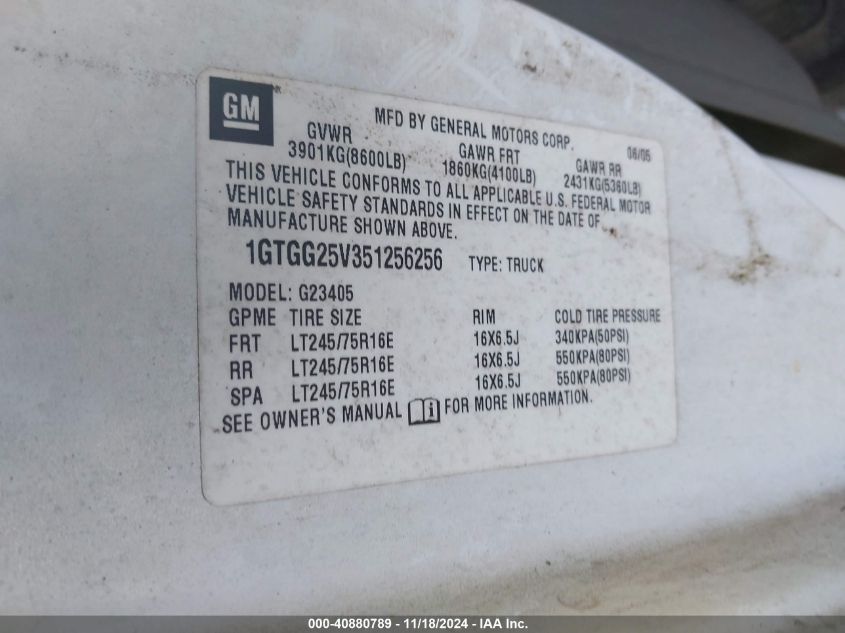 GM
MFD BY GENERAL MOTORS CORP. 06/05
GVWR GAWR FRT GAWR RR
3901KG(8600LB) 1860KG(4100LB) 2431KG(5360LB)
THIS VEHICLE CONFORMS TO ALL APPLICABLE U.S. FEDERAL MOTOR
VEHICLE SAFETY STANDARDS IN EFFECT ON THE DATE OF
MANUFACTURE SHOWN ABOVE.
1GTGG25V351256256 TYPE: TRUCK
MODEL: G23405
GPME TIRE SIZE RIM COLD TIRE PRESSURE
FRT LT245/75R16E 16X6.5J 340KPA(50PSI)
RR LT245/75R16E 16X6.5J 550KPA(80PSI)
SPA LT245/75R16E 16X6.5J 550KPA(80PSI)
SEE OWNER'S MANUAL i FOR MORE INFORMATION.
000-40880789 - 11/18/2024 - IAA Inc.